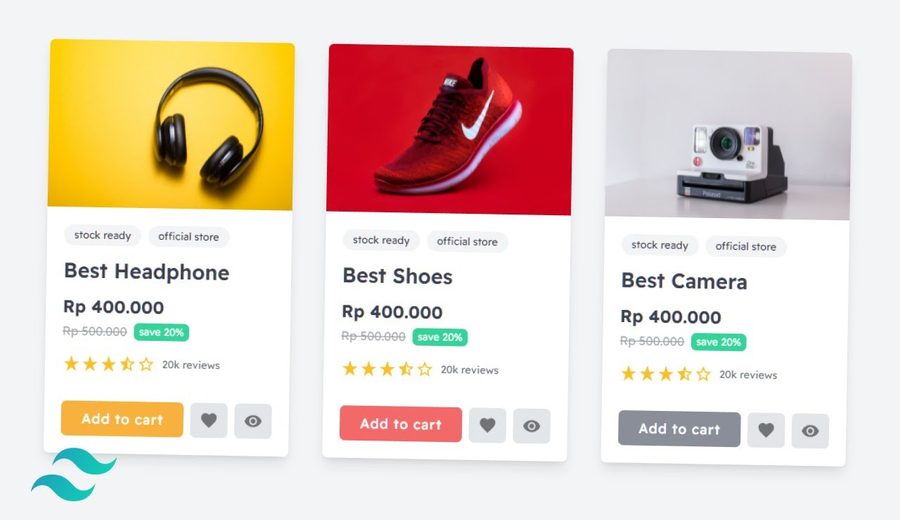 stock ready official store
Best Headphone
Rp 400.000
Rp 500.000 save 20%
20k reviews
Add to cart
NIKE
stock ready official store
Best Shoes
Rp 400.000
Rp 500.000 save 20%
20k reviews
Add to cart
Polaroid
stock ready official store
Best Camera
Rp 400.000
Rp 500.000 save 20%
20k reviews
Add to cart